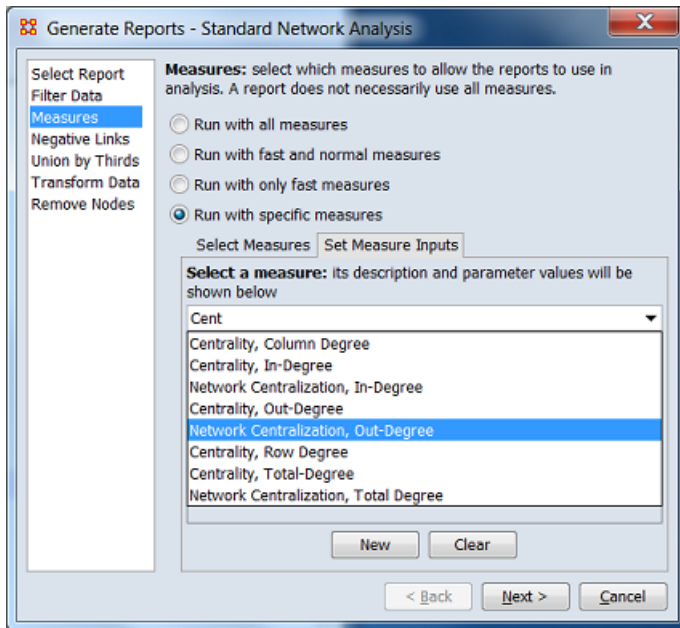 Generate Reports - Standard Network Analysis
Select Report
Filter Data
Measures
Negative Links
Union by Thirds
Transform Data
Remove Nodes
Measures: select which measures to allow the reports to use in
analysis. A report does not necessarily use all measures.
Run with all measures
Run with fast and normal measures
Run with only fast measures
Run with specific measures
Select Measures Set Measure Inputs
Select a measure: its description and parameter values will be
shown below
Cent
Centrality, Column Degree
Centrality, In-Degree
Network Centralization, In-Degree
Centrality, Out-Degree
Network Centralization, Out-Degree
Centrality, Row Degree
Centrality, Total-Degree
Network Centralization, Total Degree
New Clear
< Back Next > Cancel